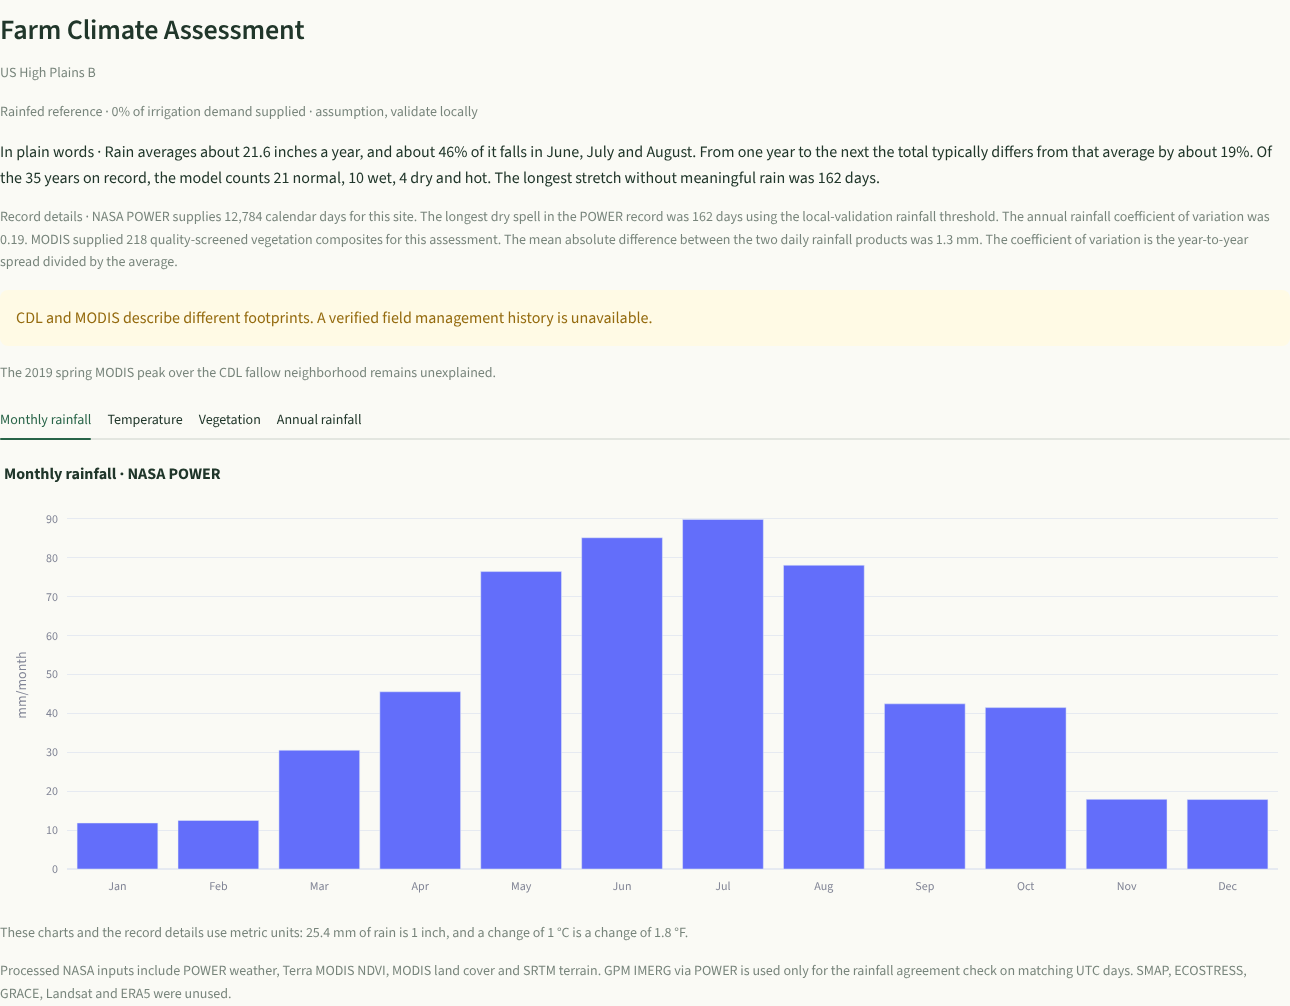 Farm Climate Assessment
US High Plains B
Rainfed reference · 0% of irrigation demand supplied · assumption, validate locally
In plain words · Rain averages about 21.6 inches a year, and about 46% of it falls in June, July and August. From one year to the next the total typically differs from that average by about 19%. Of
the 35 years on record, the model counts 21 normal, 10 wet, 4 dry and hot. The longest stretch without meaningful rain was 162 days.
Record details · NASA POWER supplies 12,784 calendar days for this site. The longest dry spell in the POWER record was 162 days using the local-validation rainfall threshold. The annual rainfall coefficient of variation was
0.19. MODIS supplied 218 quality-screened vegetation composites for this assessment. The mean absolute difference between the two daily rainfall products was 1.3 mm. The coefficient of variation is the year-to-year
spread divided by the average.
CDL and MODIS describe different footprints. A verified field management history is unavailable.
The 2019 spring MODIS peak over the CDL fallow neighborhood remains unexplained.
Monthly rainfall Temperature Vegetation Annual rainfall
Monthly rainfall · NASA POWER
90
80
70
60
50
40
30
20
10
0
mm/month
Jan Feb Mar Apr May Jun Jul Aug Sep Oct Nov Dec
These charts and the record details use metric units: 25.4 mm of rain is 1 inch, and a change of 1 °C is a change of 1.8 °F.
Processed NASA inputs include POWER weather, Terra MODIS NDVI, MODIS land cover and SRTM terrain. GPM IMERG via POWER is used only for the rainfall agreement check on matching UTC days. SMAP, ECOSTRESS,
GRACE, Landsat and ERA5 were unused.